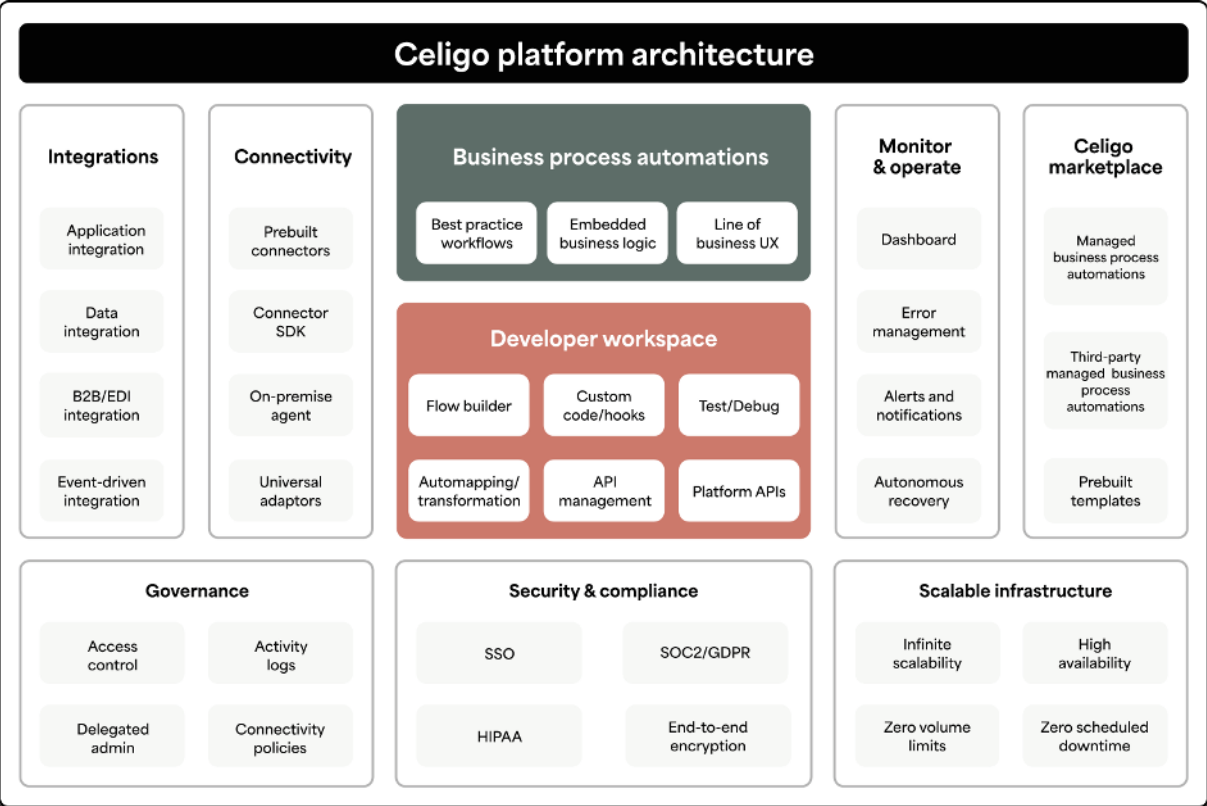 Celigo platform architecture
Integrations
Application
integration
Data
integration
B2B/EDI
integration
Event-driven
integration
Connectivity
Prebuilt
connectors
Connector
SDK
On-premise
agent
Universal
adaptors
Business process automations
Best practice
workflows
Embedded
business logic
Line of
business UX
Developer workspace
Flow builder
Custom
code/hooks
Test/Debug
Automapping/
transformation
API
management
Platform APIs
Monitor
& operate
Dashboard
Error
management
Alerts and
notifications
Autonomous
recovery
Celigo
marketplace
Managed
business process
automations
Third-party
managed business
process
automations
Prebuilt
templates
Governance
Access
control
Activity
logs
Delegated
admin
Connectivity
policies
Security & compliance
SSO
SOC2/GDPR
HIPAA
End-to-end
encryption
Scalable infrastructure
Infinite
scalability
High
availability
Zero volume
limits
Zero scheduled
downtime